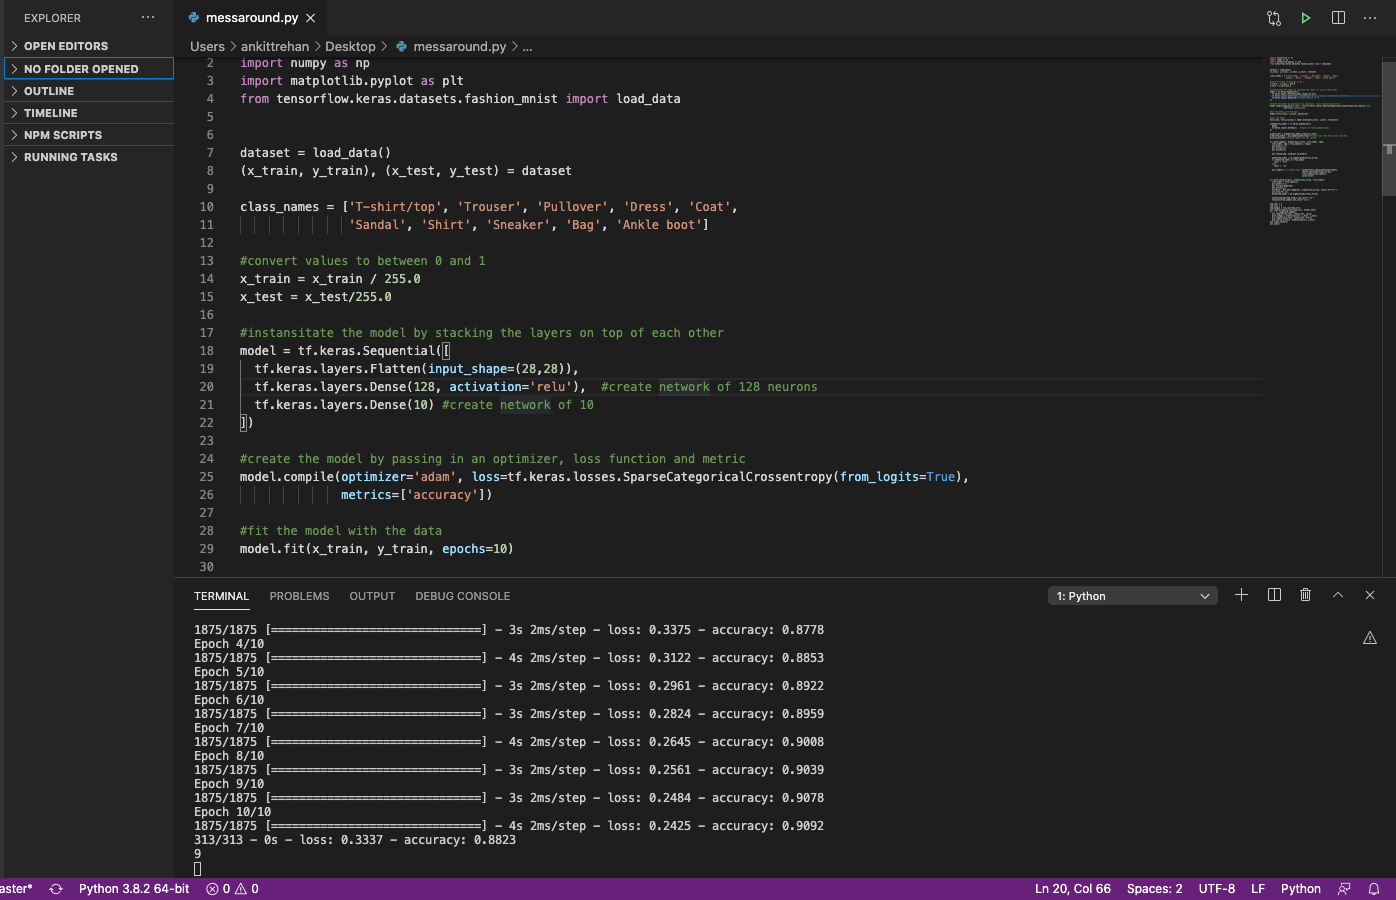 EXPLORER
OPEN EDITORS
NO FOLDER OPENED
OUTLINE
TIMELINE
NPM SCRIPTS
RUNNING TASKS
messaround.py
Users > ankittrehan > Desktop > messaround.py > ...
2 import numpy as np
3 import matplotlib.pyplot as plt
4 from tensorflow.keras.datasets.fashion_mnist import load_data
5
6
7 dataset = load_data()
8 (x_train, y_train), (x_test, y_test) = dataset
9
10 class_names = ['T-shirt/top', 'Trouser', 'Pullover', 'Dress', 'Coat',
11 'Sandal', 'Shirt', 'Sneaker', 'Bag', 'Ankle boot']
12
13 #convert values to between 0 and 1
14 x_train = x_train / 255.0
15 x_test = x_test/255.0
16
17 #instansitate the model by stacking the layers on top of each other
18 model = tf.keras.Sequential([
19 tf.keras.layers.Flatten(input_shape=(28,28)),
20 tf.keras.layers.Dense(128, activation='relu'), #create network of 128 neurons
21 tf.keras.layers.Dense(10) #create network of 10
22 ])
23
24 #create the model by passing in an optimizer, loss function and metric
25 model.compile(optimizer='adam', loss=tf.keras.losses.SparseCategoricalCrossentropy(from_logits=True),
26 metrics=['accuracy'])
27
28 #fit the model with the data
29 model.fit(x_train, y_train, epochs=10)
30
TERMINAL PROBLEMS OUTPUT DEBUG CONSOLE 1: Python
1875/1875 [==============================] - 3s 2ms/step - loss: 0.3375 - accuracy: 0.8778
Epoch 4/10
1875/1875 [==============================] - 4s 2ms/step - loss: 0.3122 - accuracy: 0.8853
Epoch 5/10
1875/1875 [==============================] - 3s 2ms/step - loss: 0.2961 - accuracy: 0.8922
Epoch 6/10
1875/1875 [==============================] - 3s 2ms/step - loss: 0.2824 - accuracy: 0.8959
Epoch 7/10
1875/1875 [==============================] - 4s 2ms/step - loss: 0.2645 - accuracy: 0.9008
Epoch 8/10
1875/1875 [==============================] - 3s 2ms/step - loss: 0.2561 - accuracy: 0.9039
Epoch 9/10
1875/1875 [==============================] - 3s 2ms/step - loss: 0.2484 - accuracy: 0.9078
Epoch 10/10
1875/1875 [==============================] - 4s 2ms/step - loss: 0.2425 - accuracy: 0.9092
313/313 - 0s - loss: 0.3337 - accuracy: 0.8823
9
aster* Python 3.8.2 64-bit 0 0 Ln 20, Col 66 Spaces: 2 UTF-8 LF Python